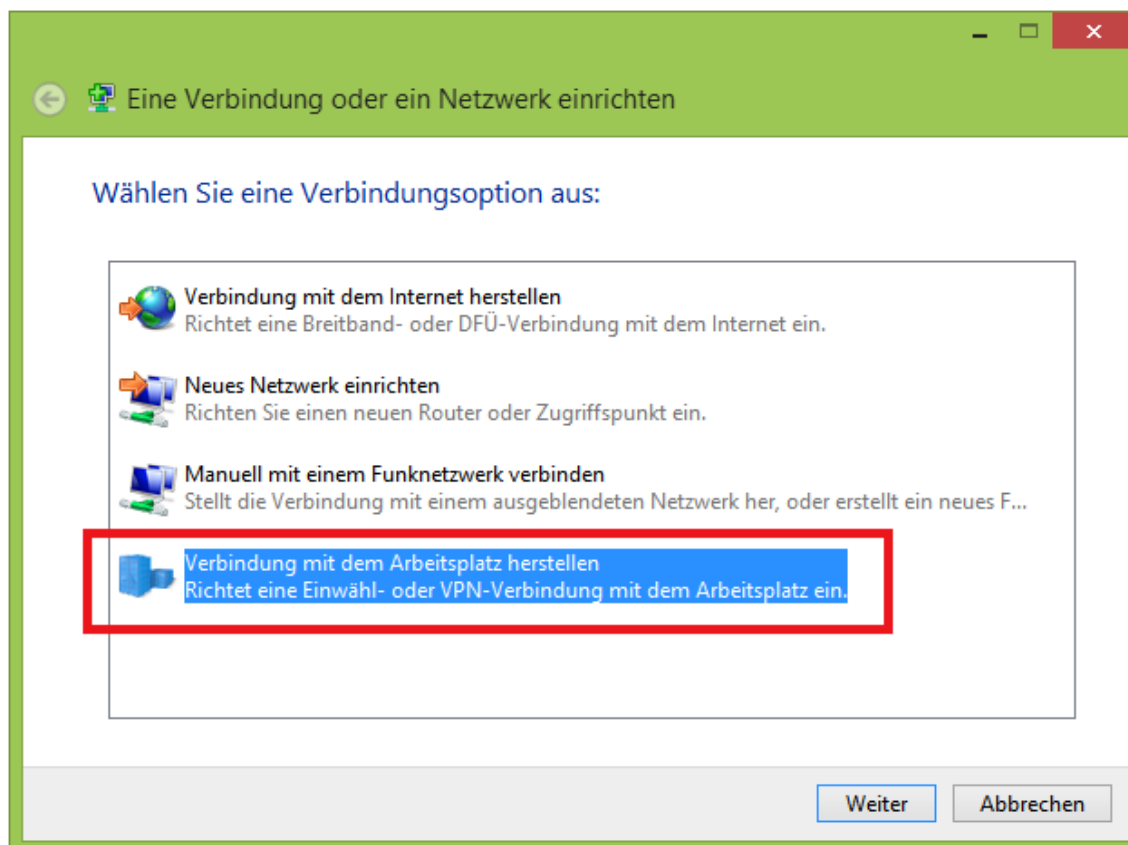 Eine Verbindung oder ein Netzwerk einrichten
Wählen Sie eine Verbindungsoption aus:
Verbindung mit dem Internet herstellen
Richtet eine Breitband- oder DFÜ-Verbindung mit dem Internet ein.
Neues Netzwerk einrichten
Richten Sie einen neuen Router oder Zugriffspunkt ein.
Manuell mit einem Funknetzwerk verbinden
Stellt die Verbindung mit einem ausgeblendeten Netzwerk her, oder erstellt ein neues F...
Verbindung mit dem Arbeitsplatz herstellen
Richtet eine Einwähl- oder VPN-Verbindung mit dem Arbeitsplatz ein.
Weiter Abbrechen